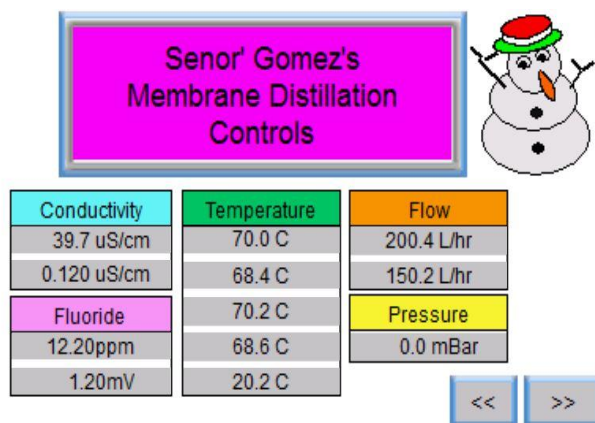 Senor' Gomez's
Membrane Distillation
Controls
Conductivity
39.7 uS/cm
0.120 uS/cm
Fluoride
12.20ppm
1.20mV
Temperature
70.0 C
68.4 C
70.2 C
68.6 C
20.2 C
Flow
200.4 L/hr
150.2 L/hr
Pressure
0.0 mBar
<<
>>